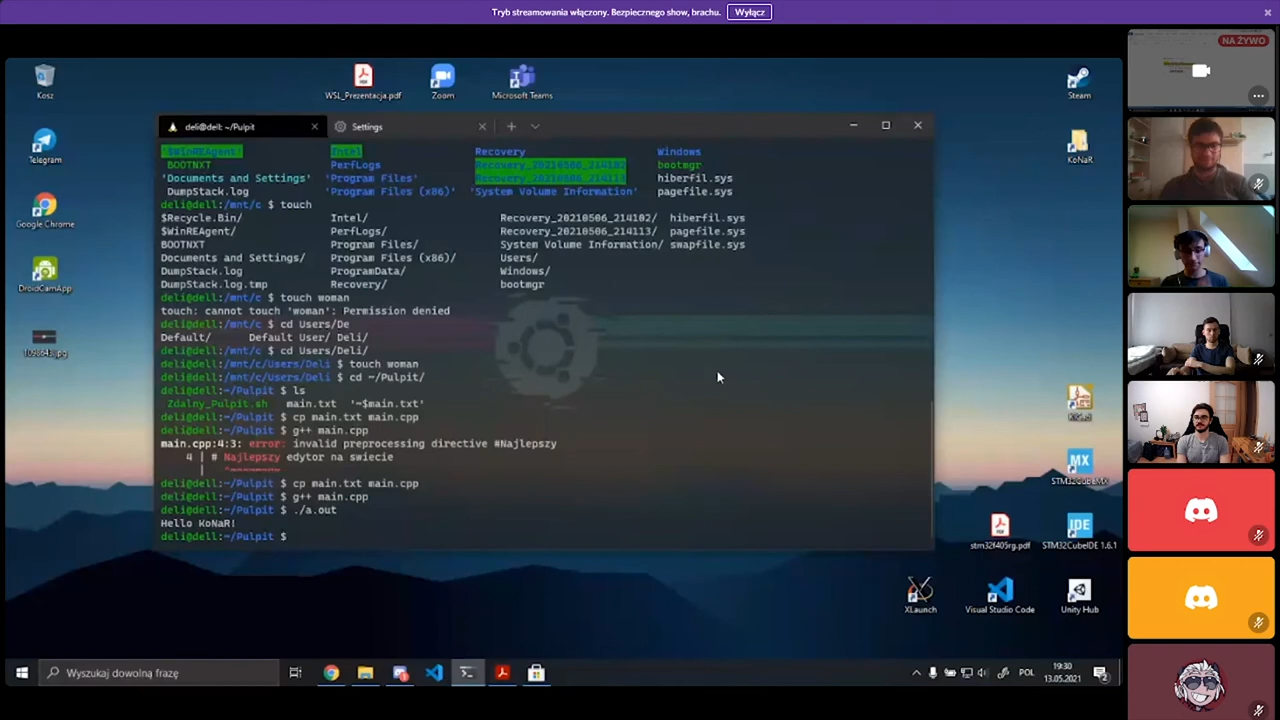 Tryb streamowania włączony. Bezpiecznego show, brachu. Wyłącz
NA ŻYWO
Kosz
WSL_Prezentacja.pdf
Zoom
Microsoft Teams
Steam
Telegram
KoNaR
Google Chrome
DroidCamApp
deli@dell: ~/Pulpit
Settings
'$WinREAgent' Intel Recovery Windows
BOOTNXT PerfLogs Recovery_20210506_214102 bootmgr
'Documents and Settings' 'Program Files' Recovery_20210506_214113 hiberfil.sys
DumpStack.log 'Program Files (x86)' 'System Volume Information' pagefile.sys
deli@dell:/mnt/c $ touch
$Recycle.Bin/ Intel/ Recovery_20210506_214102/ hiberfil.sys
$WinREAgent/ PerfLogs/ Recovery_20210506_214113/ pagefile.sys
BOOTNXT Program Files/ System Volume Information/ swapfile.sys
Documents and Settings/ Program Files (x86)/ Users/
DumpStack.log ProgramData/ Windows/
DumpStack.log.tmp Recovery/ bootmgr
deli@dell:/mnt/c $ touch woman
touch: cannot touch 'woman': Permission denied
deli@dell:/mnt/c $ cd Users/De
Default/ Default User/ Deli/
deli@dell:/mnt/c $ cd Users/Deli/
deli@dell:/mnt/c/Users/Deli $ touch woman
deli@dell:/mnt/c/Users/Deli $ cd ~/Pulpit/
deli@dell:~/Pulpit $ ls
Zdalny_Pulpit.sh main.txt '~$main.txt'
deli@dell:~/Pulpit $ cp main.txt main.cpp
deli@dell:~/Pulpit $ g++ main.cpp
main.cpp:4:3: error: invalid preprocessing directive #Najlepszy
4 | # Najlepszy edytor na swiecie
| ^~~~~~~~~
deli@dell:~/Pulpit $ cp main.txt main.cpp
deli@dell:~/Pulpit $ g++ main.cpp
deli@dell:~/Pulpit $ ./a.out
Hello KoNaR!
deli@dell:~/Pulpit $
MX
STM32CubeMX
IDE
stm32f405rg.pdf
STM32CubeIDE 1.6.1
XLaunch
Visual Studio Code
Unity Hub
Wyszukaj dowolną frazę
POL
19:30
13.05.2021
2